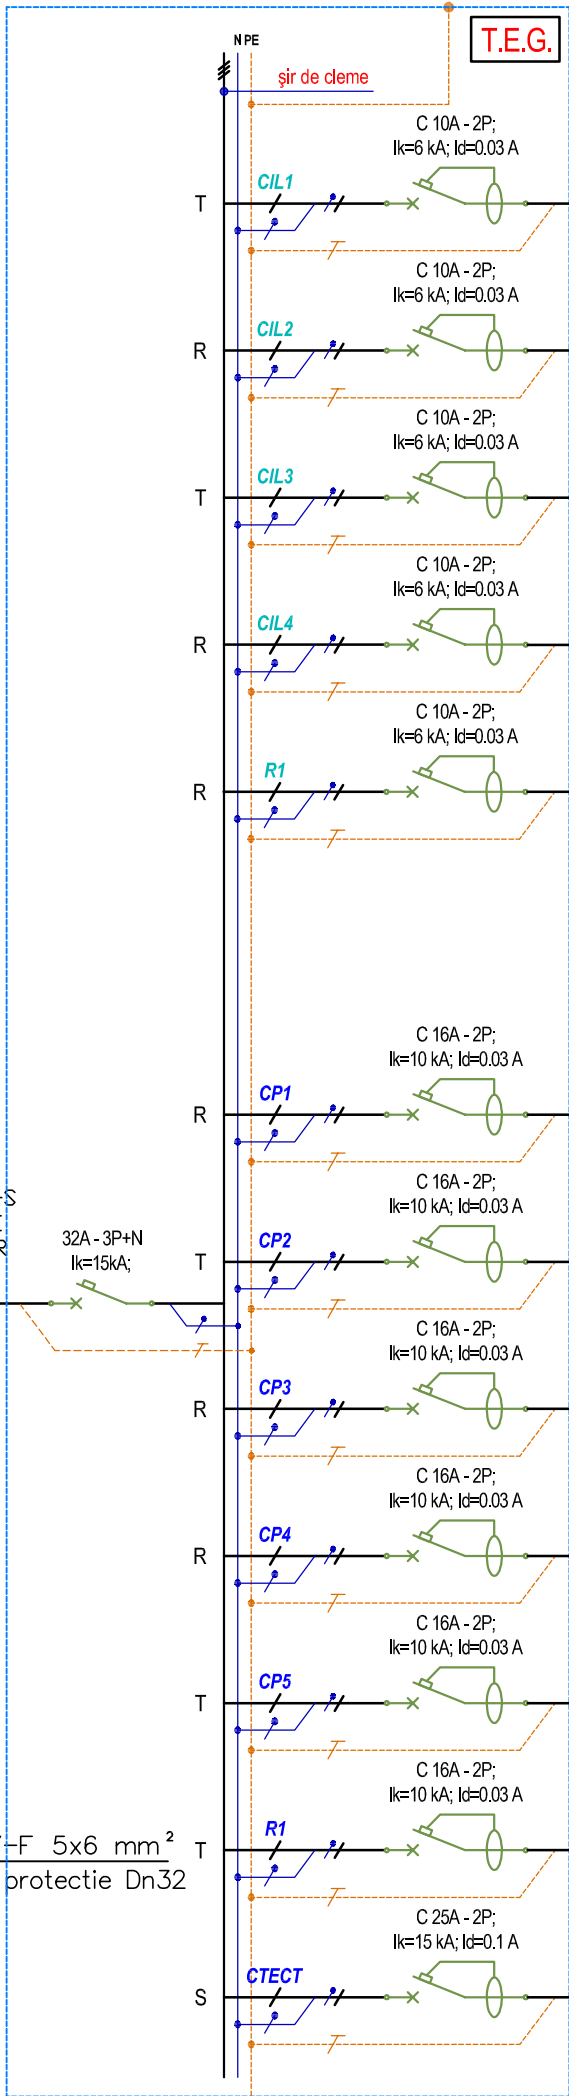 T.E.G.
N PE
şir de cleme
C 10A - 2P;
Ik=6 kA; Id=0.03 A
CIL1
T
C 10A - 2P;
Ik=6 kA; Id=0.03 A
CIL2
R
C 10A - 2P;
Ik=6 kA; Id=0.03 A
CIL3
T
C 10A - 2P;
Ik=6 kA; Id=0.03 A
CIL4
R
C 10A - 2P;
Ik=6 kA; Id=0.03 A
R1
R
C 16A - 2P;
Ik=10 kA; Id=0.03 A
CP1
R
C 16A - 2P;
Ik=10 kA; Id=0.03 A
32A - 3P+N
Ik=15kA;
CP2
T
C 16A - 2P;
Ik=10 kA; Id=0.03 A
CP3
R
C 16A - 2P;
Ik=10 kA; Id=0.03 A
CP4
R
C 16A - 2P;
Ik=10 kA; Id=0.03 A
CP5
T
C 16A - 2P;
Ik=10 kA; Id=0.03 A
R1
T
-F 5x6 mm²
protectie Dn32
C 25A - 2P;
Ik=15 kA; Id=0.1 A
CTECT
S